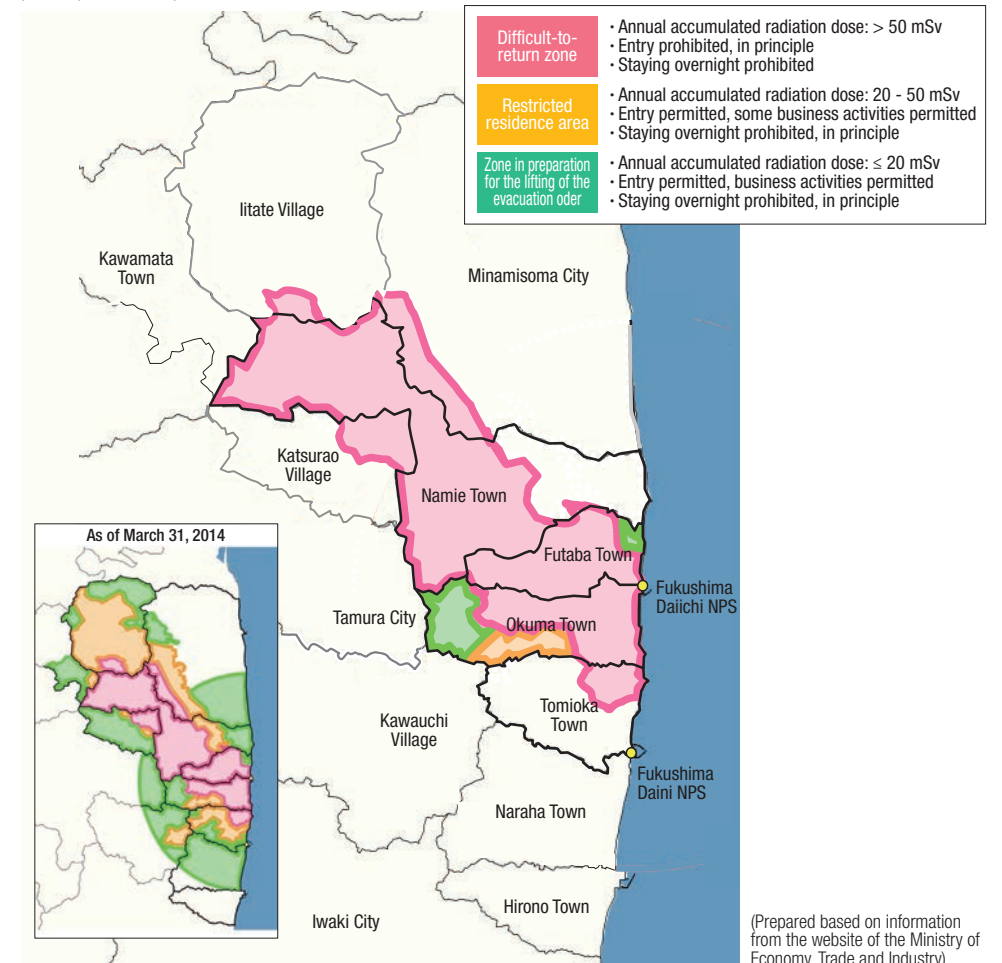 Difficult-to-
return zone
· Annual accumulated radiation dose: > 50 mSv
· Entry prohibited, in principle
· Staying overnight prohibited
Restricted
residence area
· Annual accumulated radiation dose: 20 - 50 mSv
· Entry permitted, some business activities permitted
· Staying overnight prohibited, in principle
Zone in preparation
for the lifting of the
evacuation oder
· Annual accumulated radiation dose: ≤ 20 mSv
· Entry permitted, business activities permitted
· Staying overnight prohibited, in principle
Iitate Village
Kawamata
Town
Minamisoma City
Katsurao
Village
Namie Town
As of March 31, 2014
Futaba Town
Fukushima
Daiichi NPS
Tamura City
Okuma Town
Tomioka
Town
Kawauchi
Village
Fukushima
Daini NPS
Naraha Town
Hirono Town
Iwaki City
(Prepared based on information
from the website of the Ministry of
Economy, Trade and Industry)